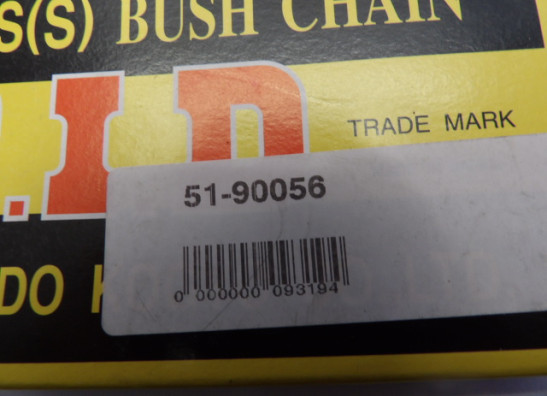 S(S) BUSH CHAIN
.I.D
TRADE MARK
51-90056
0 000000 093194
DO K